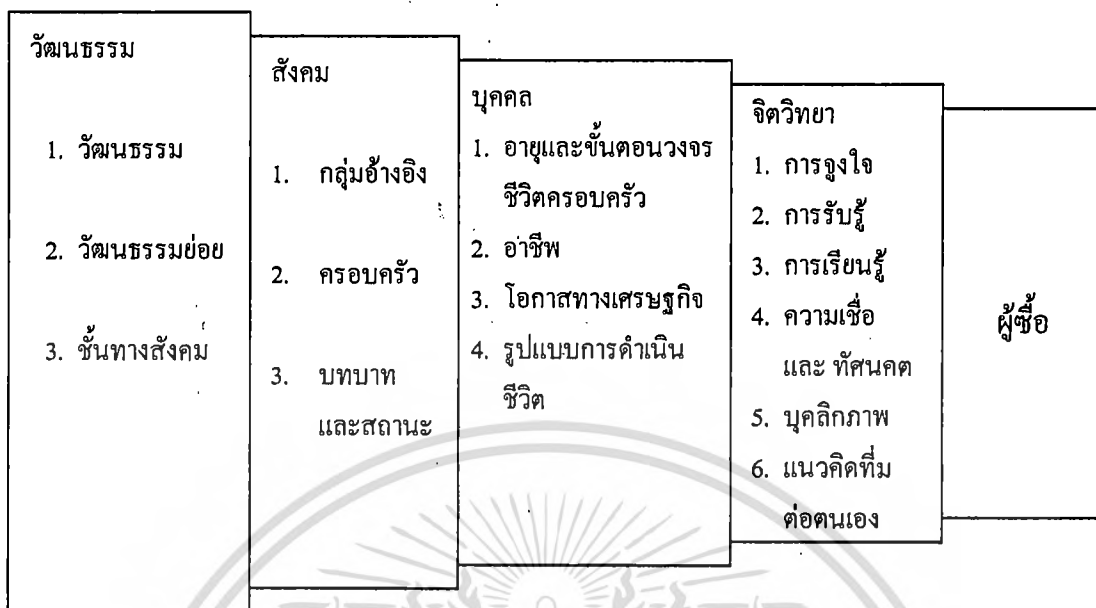 วัฒนธรรม
1. วัฒนธรรม
2. วัฒนธรรมย่อย
3. ชั้นทางสังคม
สังคม
1. กลุ่มอ้างอิง
2. ครอบครัว
3. บทบาท
และสถานะ
บุคคล
1. อายุและขั้นตอนวงจร
ชีวิตครอบครัว
2. อาชีพ
3. โอกาสทางเศรษฐกิจ
4. รูปแบบการดำเนิน
ชีวิต
จิตวิทยา
1. การจูงใจ
2. การรับรู้
3. การเรียนรู้
4. ความเชื่อ
และ ทัศนคต
5. บุคลิกภาพ
6. แนวคิดที่ม
ต่อตนเอง
ผู้ซื้อ